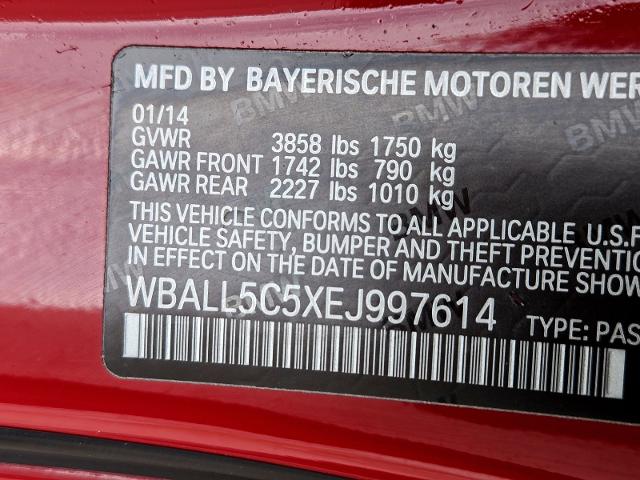 MFD BY BAYERISCHE MOTOREN WER
01/14
GVWR 3858 lbs 1750 kg
GAWR FRONT 1742 lbs 790 kg
GAWR REAR 2227 lbs 1010 kg
THIS VEHICLE CONFORMS TO ALL APPLICABLE U.S.F
VEHICLE SAFETY, BUMPER AND THEFT PREVENTIO
IN EFFECT ON THE DATE OF MANUFACTURE SHOW
WBALL5C5XEJ997614 TYPE: PAS